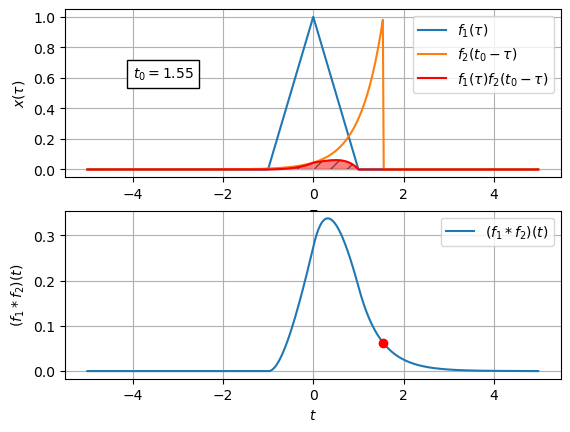 1.0
0.8
0.6
0.4
0.2
0.0
x(τ)
t₀ = 1.55
f₁(τ)
f₂(t₀ − τ)
f₁(τ)f₂(t₀ − τ)
−4 −2 0 2 4
0.3
0.2
0.1
0.0
(f₁ * f₂)(t)
(f₁ * f₂)(t)
−4 −2 0 2 4
t